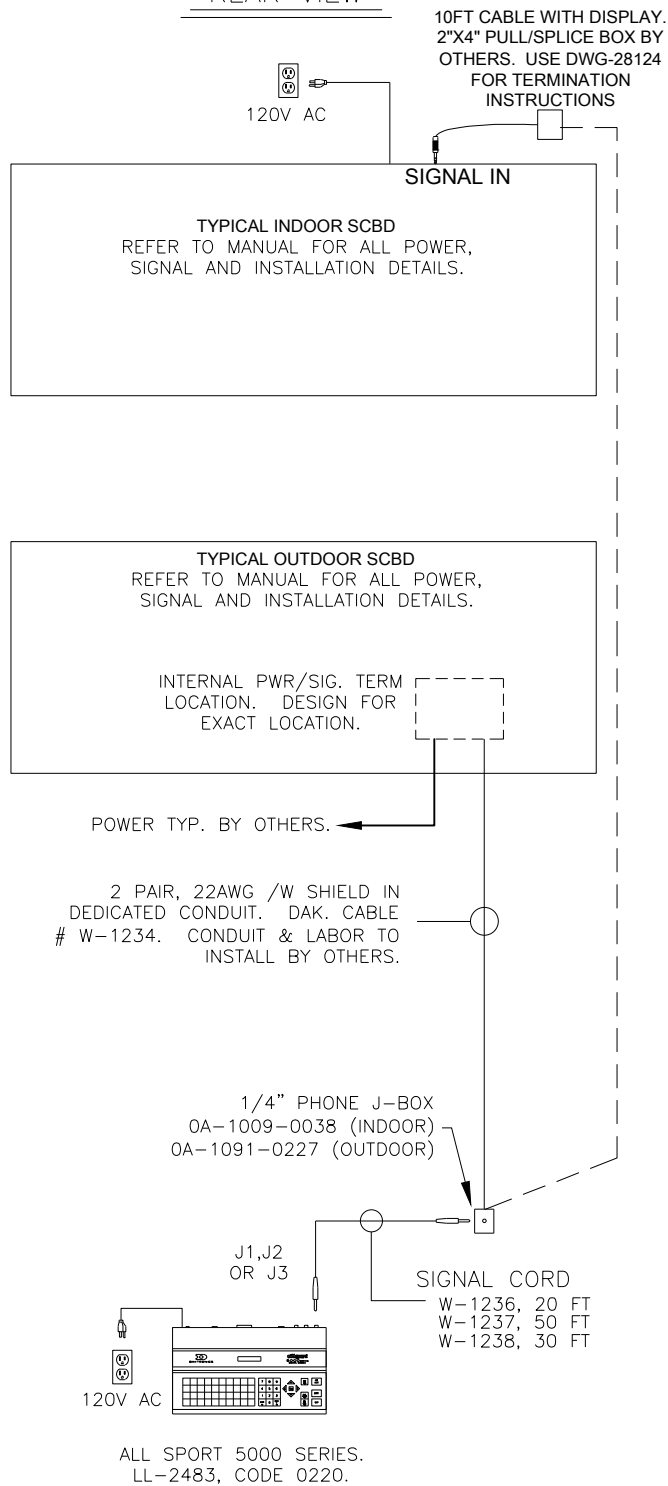 REAR VIEW
10FT CABLE WITH DISPLAY.
2"X4" PULL/SPLICE BOX BY
OTHERS. USE DWG-28124
FOR TERMINATION
INSTRUCTIONS
120V AC
SIGNAL IN
TYPICAL INDOOR SCBD
REFER TO MANUAL FOR ALL POWER,
SIGNAL AND INSTALLATION DETAILS.
TYPICAL OUTDOOR SCBD
REFER TO MANUAL FOR ALL POWER,
SIGNAL AND INSTALLATION DETAILS.
INTERNAL PWR/SIG. TERM
LOCATION. DESIGN FOR
EXACT LOCATION.
POWER TYP. BY OTHERS.
2 PAIR, 22AWG /W SHIELD IN
DEDICATED CONDUIT. DAK. CABLE
# W-1234. CONDUIT & LABOR TO
INSTALL BY OTHERS.
1/4" PHONE J-BOX
0A-1009-0038 (INDOOR)
0A-1091-0227 (OUTDOOR)
J1,J2
OR J3
SIGNAL CORD
W-1236, 20 FT
W-1237, 50 FT
W-1238, 30 FT
120V AC
ALL SPORT 5000 SERIES.
LL-2483, CODE 0220.